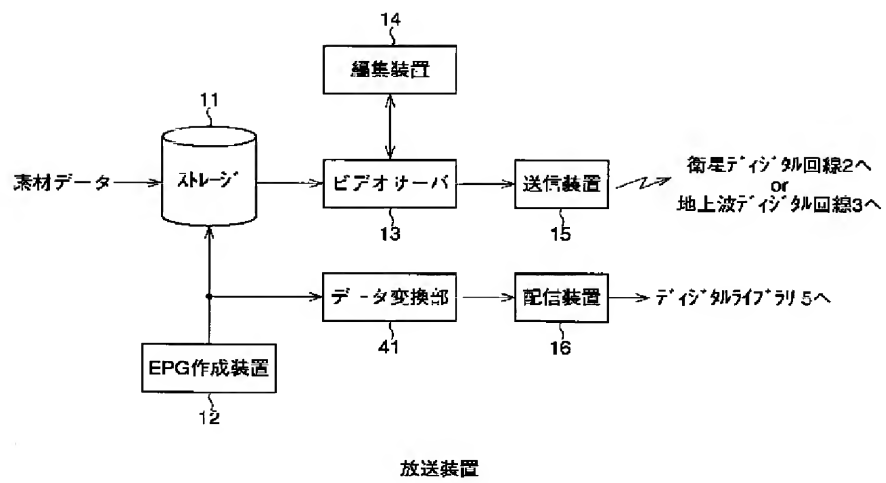 14
編集装置
11
素材データ
ストレージ
ビデオサーバ
送信装置
衛星ディジタル回線2へ
or
地上波ディジタル回線3へ
13
15
データ変換部
配信装置
ディジタルライブラリ5へ
41
16
EPG作成装置
12
放送装置